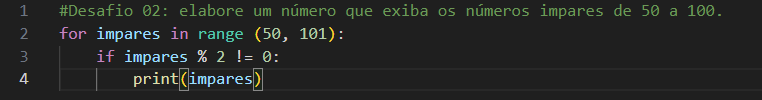 1 #Desafio 02: elabore um número que exiba os números impares de 50 a 100.
2 for impares in range (50, 101):
3     if impares % 2 != 0:
4         print(impares)